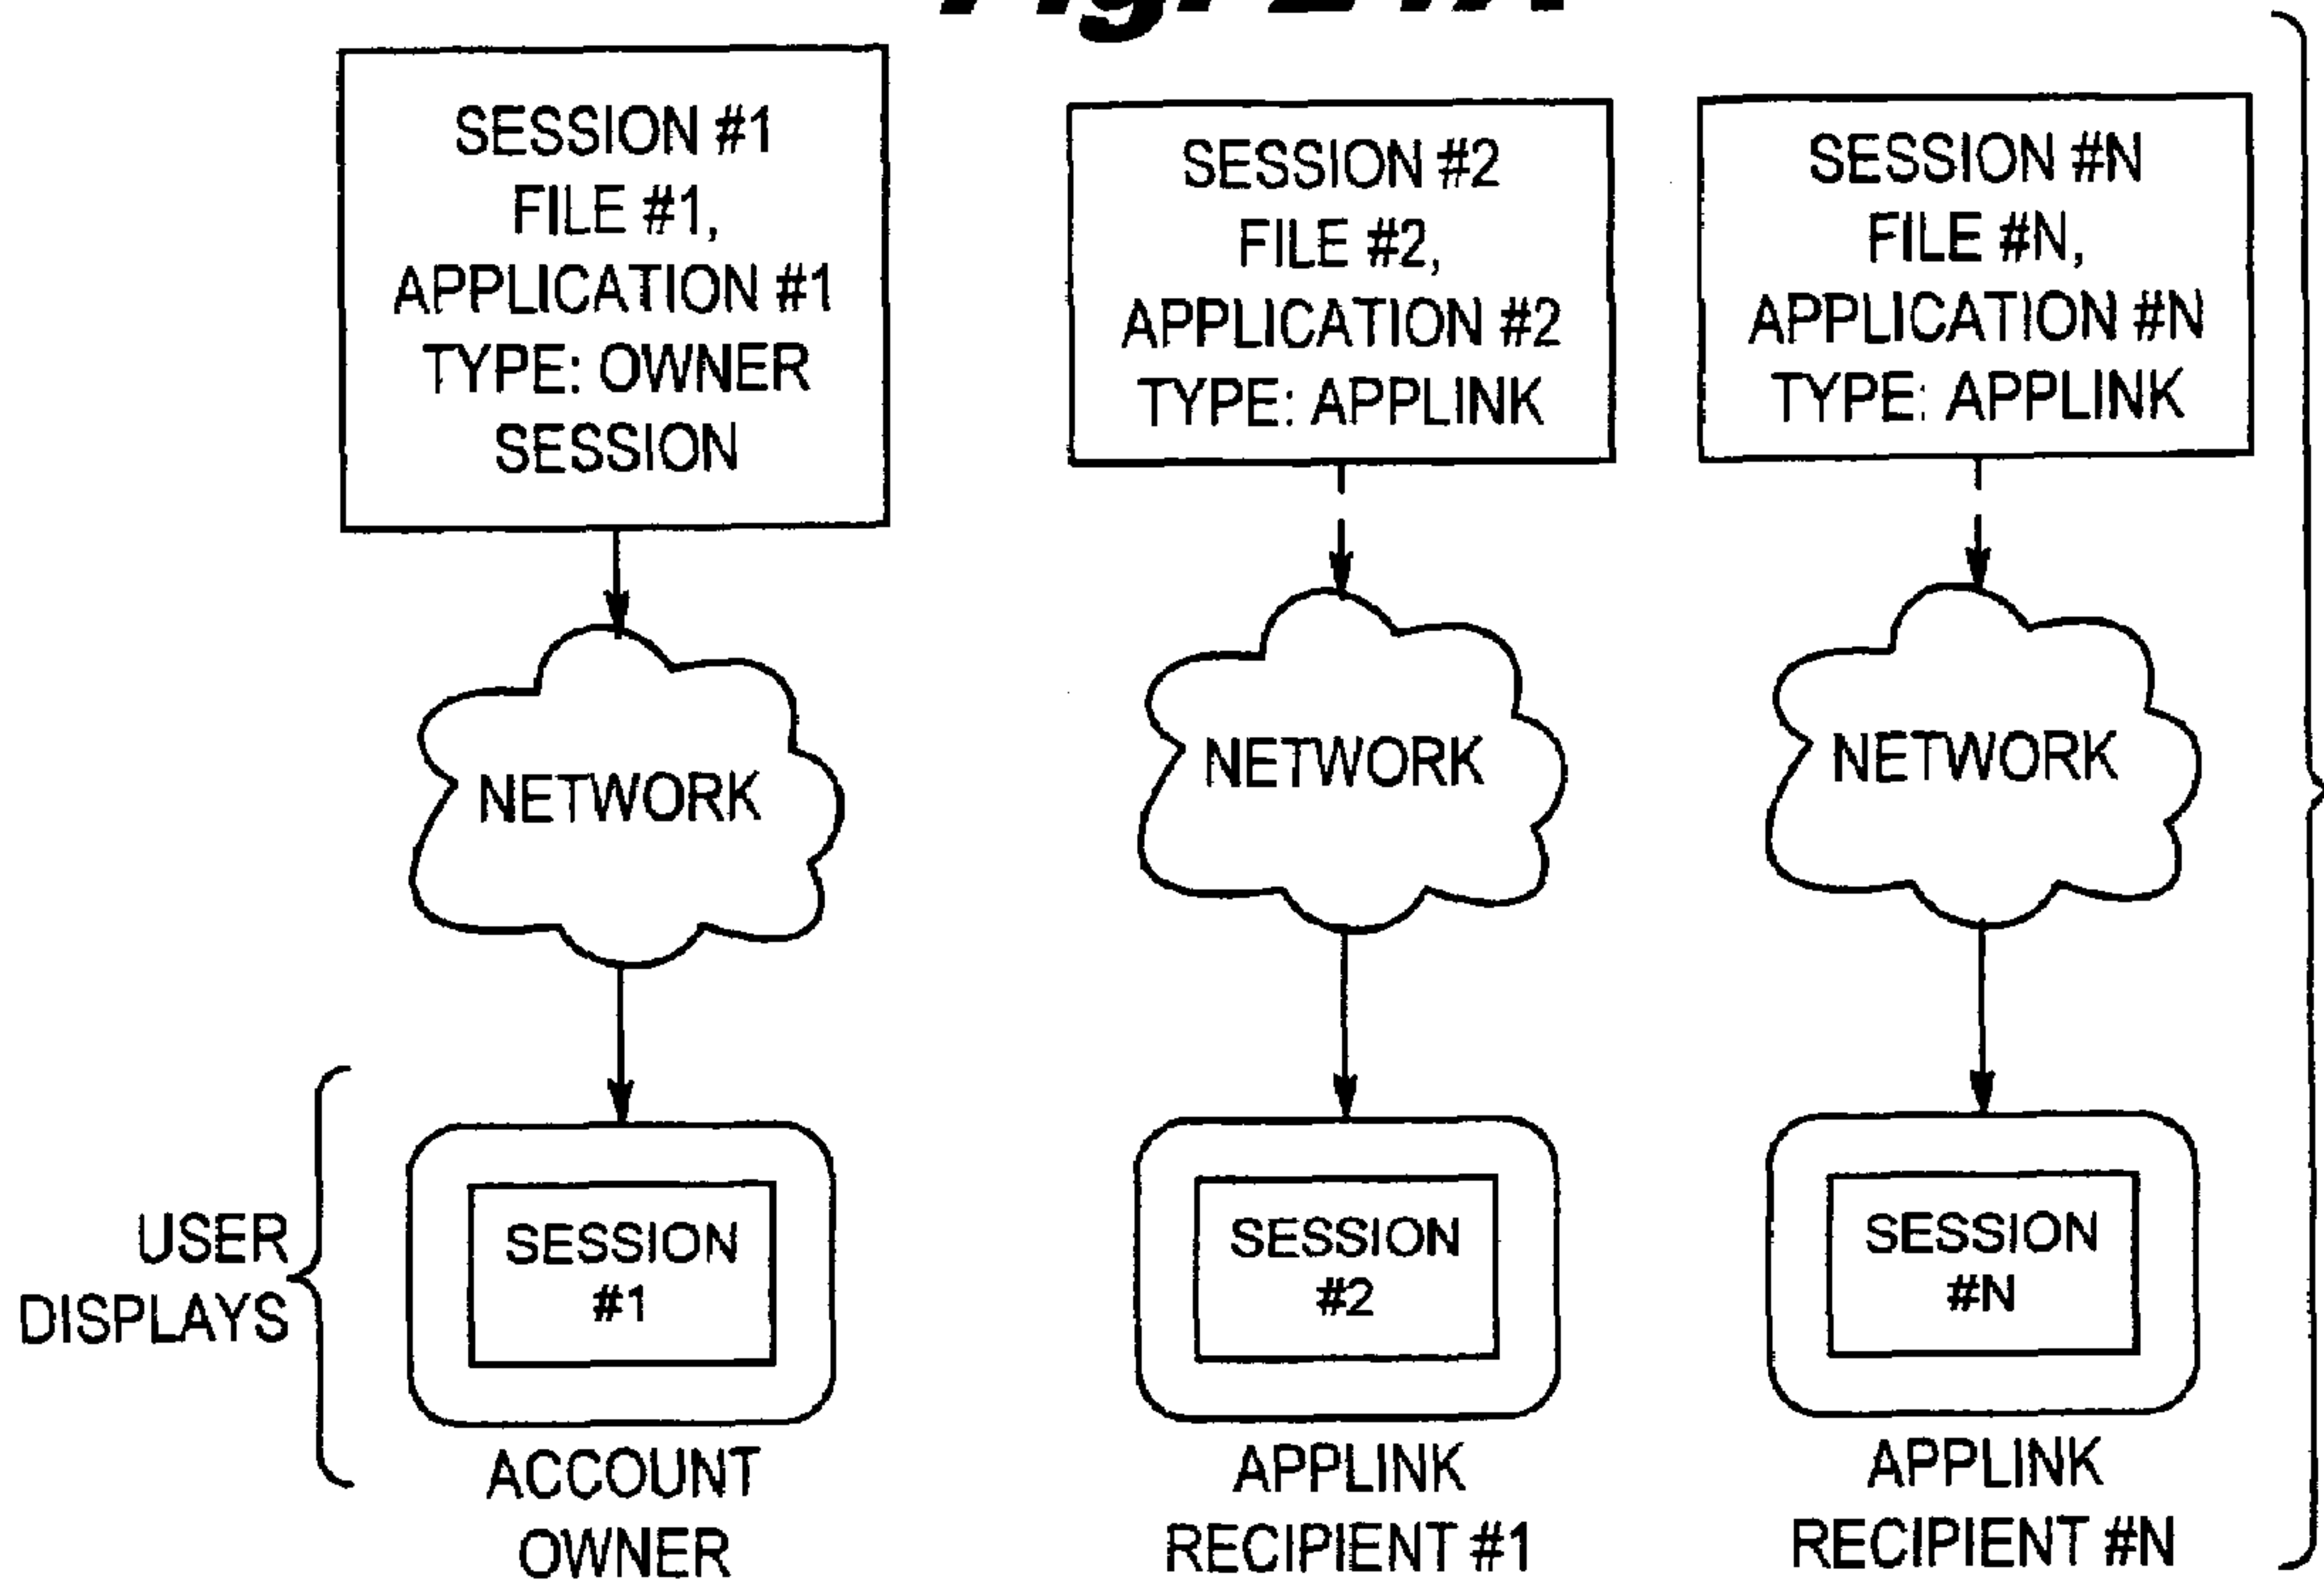 SESSION #1
FILE #1,
APPLICATION #1
TYPE: OWNER
SESSION
SESSION #2
FILE #2,
APPLICATION #2
TYPE: APPLINK
SESSION #N
FILE #N,
APPLICATION #N
TYPE: APPLINK
NETWORK
NETWORK
NETWORK
USER
DISPLAYS
SESSION
#1
SESSION
#2
SESSION
#N
ACCOUNT
OWNER
APPLINK
RECIPIENT #1
APPLINK
RECIPIENT #N